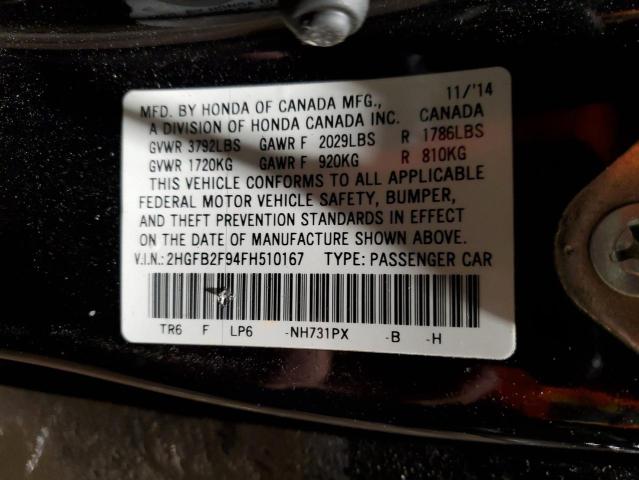 11/'14
MFD. BY HONDA OF CANADA MFG.,
A DIVISION OF HONDA CANADA INC. CANADA
GVWR 3792LBS GAWR F 2029LBS R 1786LBS
GVWR 1720KG GAWR F 920KG R 810KG
THIS VEHICLE CONFORMS TO ALL APPLICABLE
FEDERAL MOTOR VEHICLE SAFETY, BUMPER,
AND THEFT PREVENTION STANDARDS IN EFFECT
ON THE DATE OF MANUFACTURE SHOWN ABOVE.
V.I.N.: 2HGFB2F94FH510167 TYPE: PASSENGER CAR
TR6 F LP6 -NH731PX -B -H